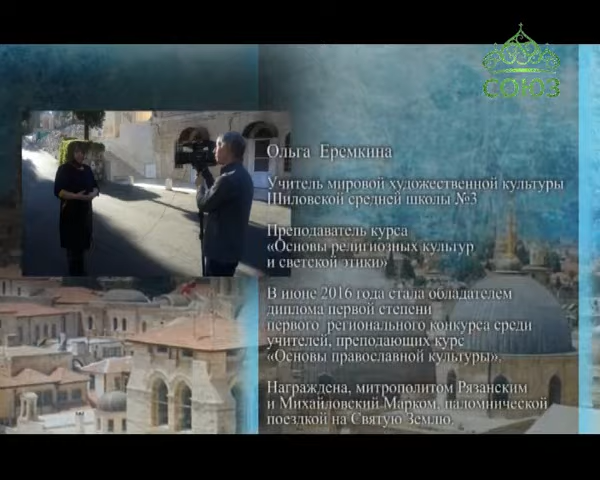 СОЮЗ
Ольга Еремкина
Учитель мировой художественной культуры
Шиловской средней школы №3
Преподаватель курса
«Основы религиозных культур
и светской этики»
В июне 2016 года стала обладателем
диплома первой степени
первого регионального конкурса среди
учителей, преподающих курс
«Основы православной культуры».
Награждена, митрополитом Рязанским
и Михайловский Марком, паломнической
поездкой на Святую Землю.